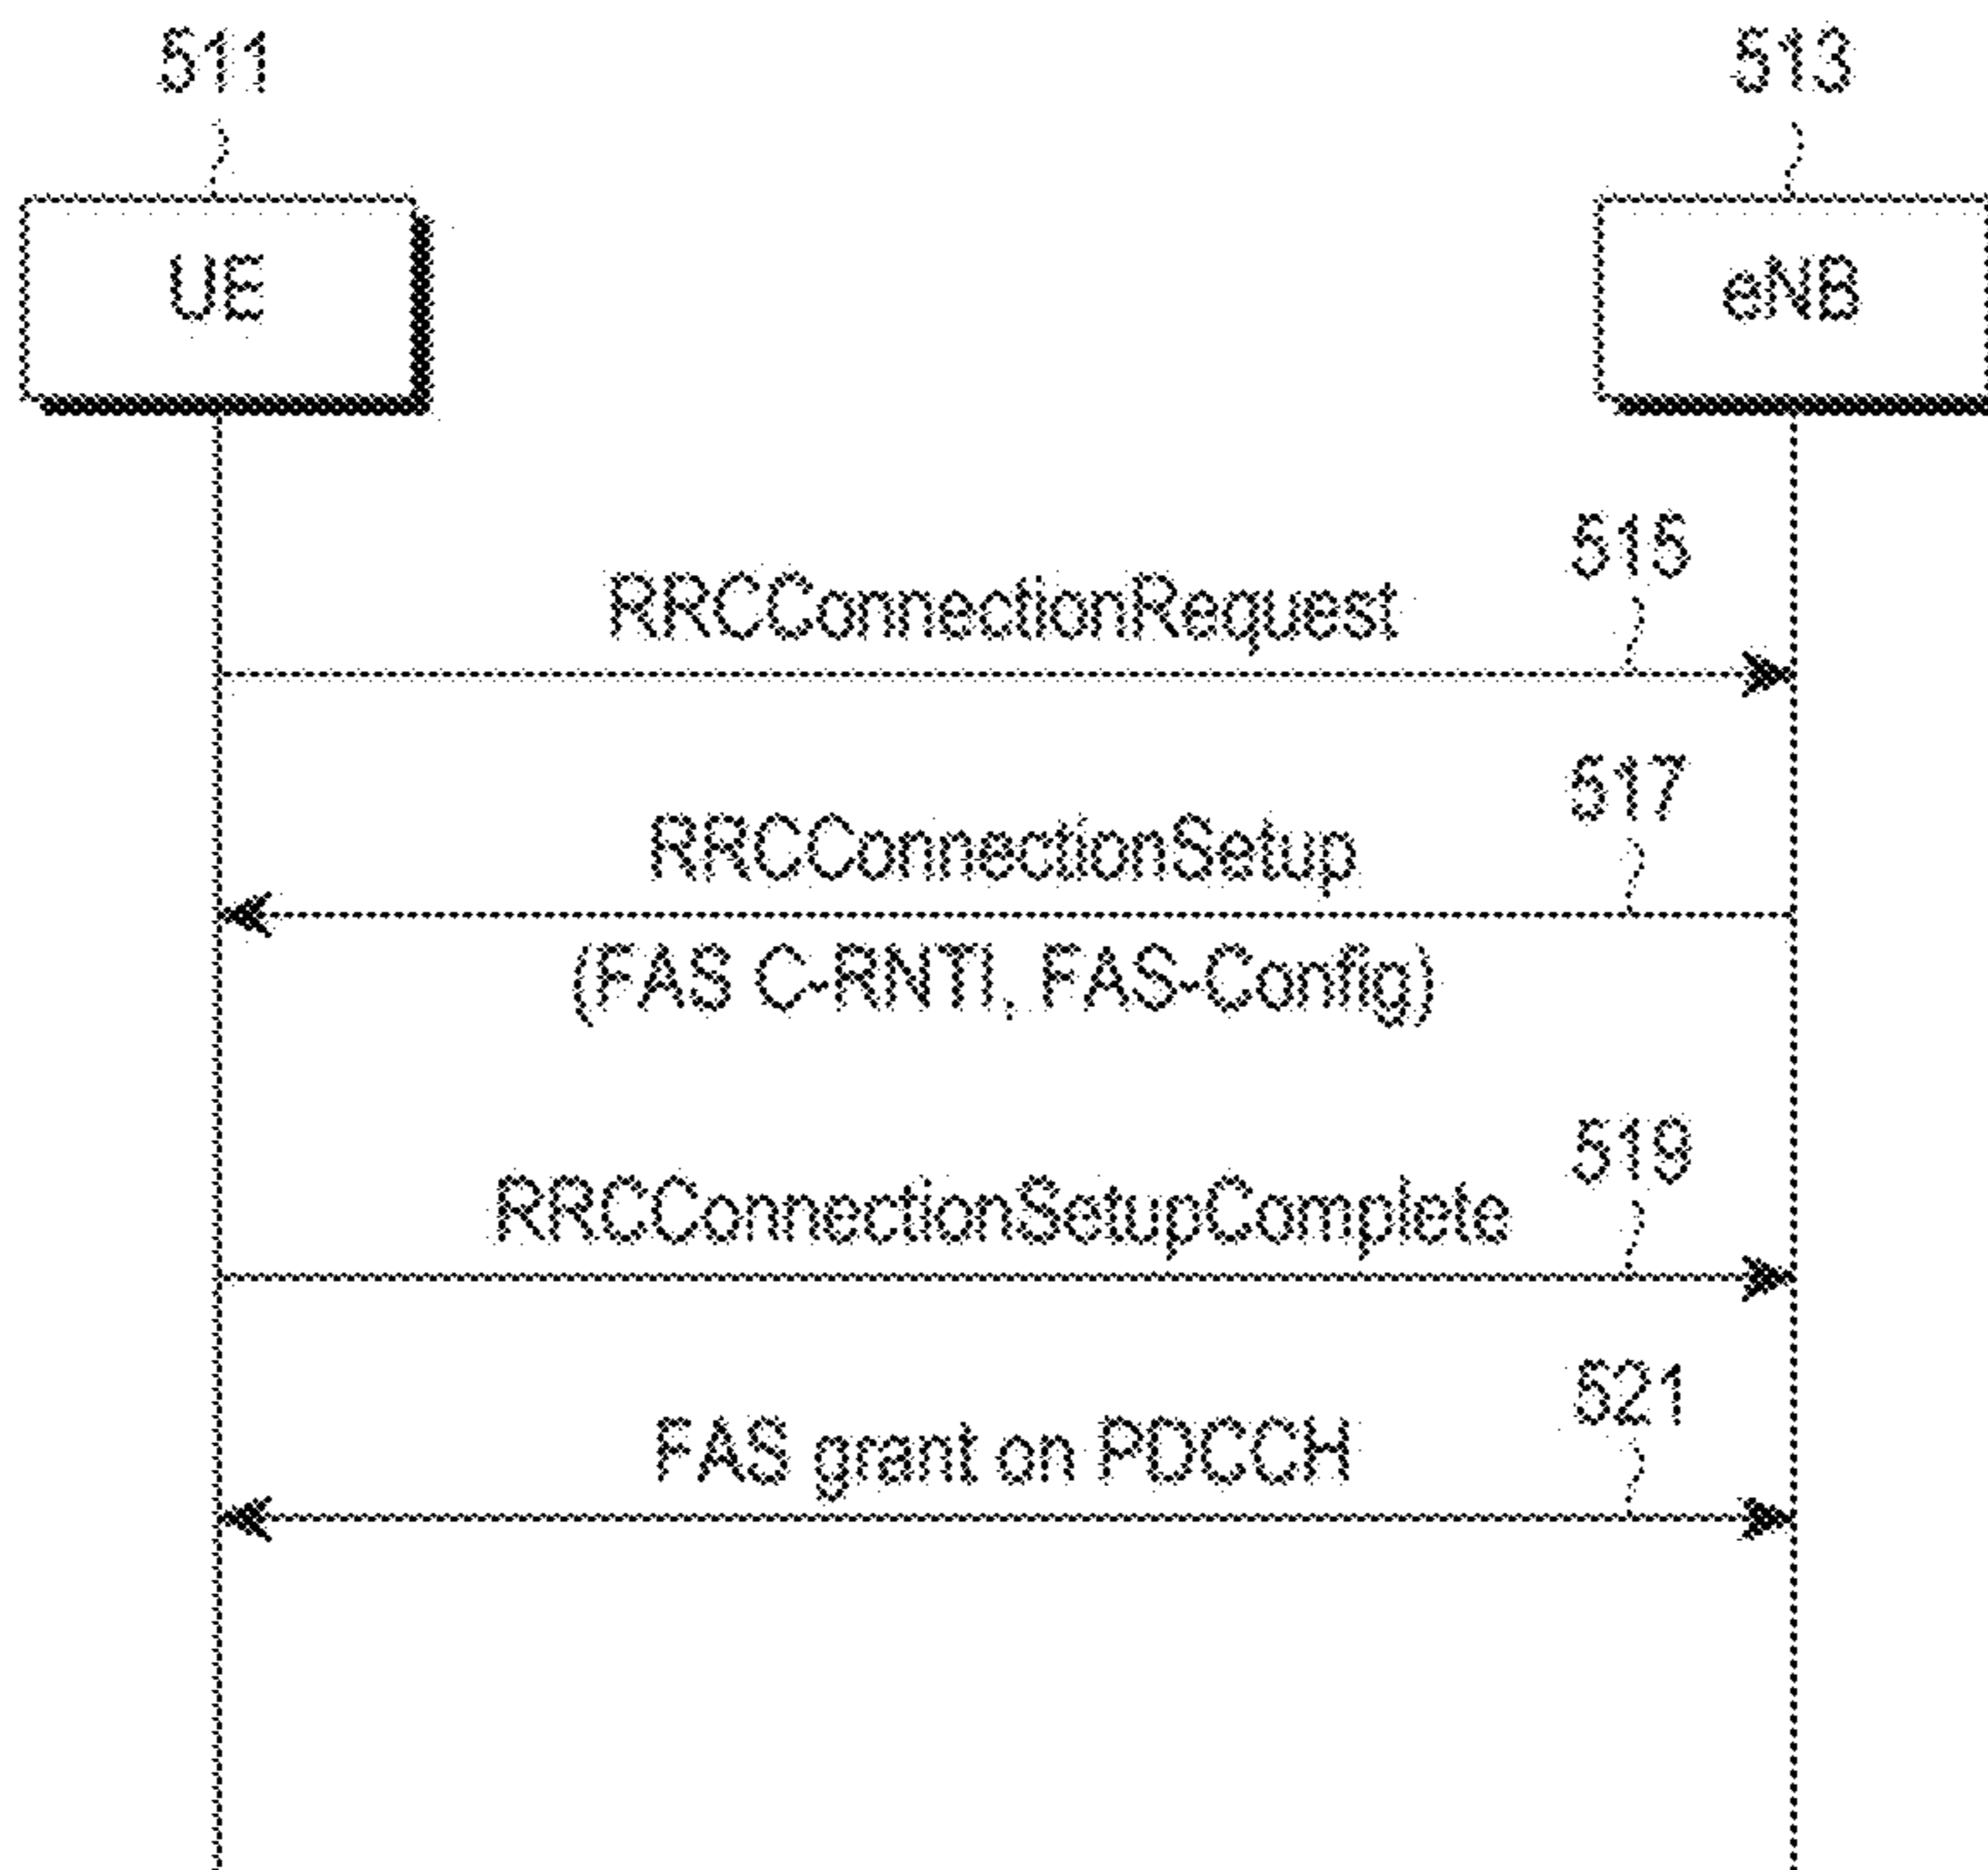 511
513
UE
eNB
515
RRCConnectionRequest
517
RRCConnectionSetup
(FAS C-RNTI, FAS-Config)
519
RRCConnectionSetupComplete
521
FAS grant on PDCCH